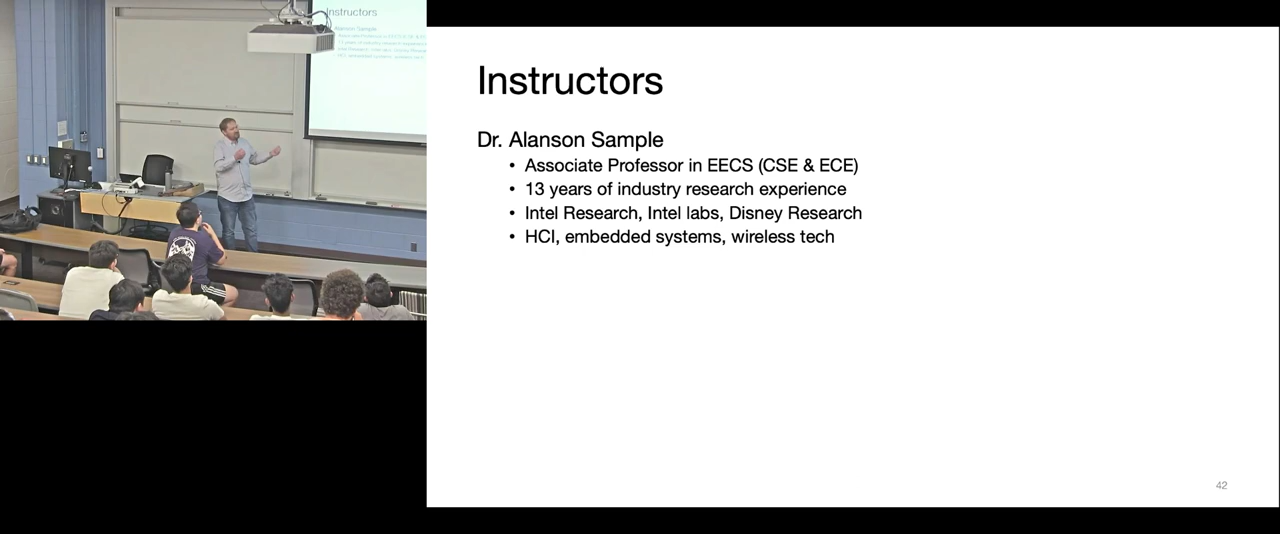 Instructors
Instructors
Dr. Alanson Sample
• Associate Professor in EECS (CSE & ECE)
• 13 years of industry research experience
• Intel Research, Intel labs, Disney Research
• HCI, embedded systems, wireless tech
42